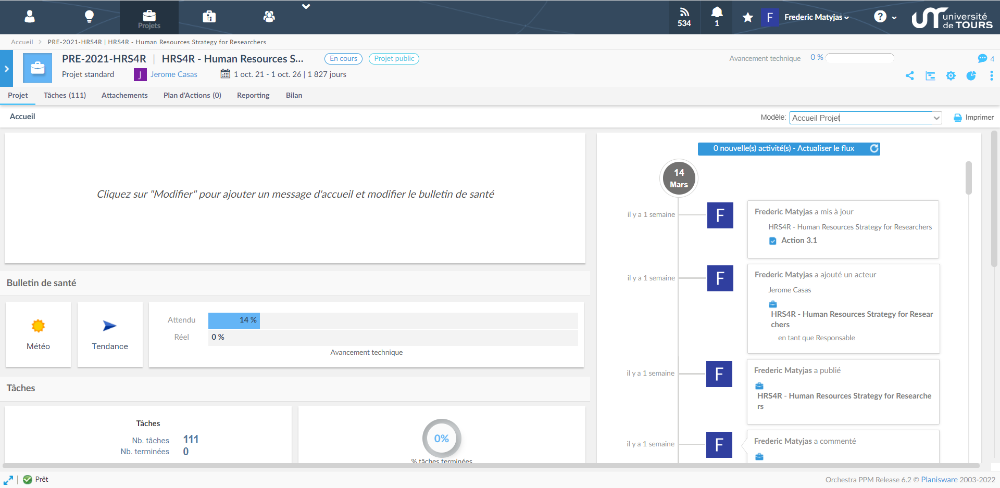 Projets
534
1
F
Frederic Matyjas
?
université
de TOURS
Accueil > PRE-2021-HRS4R | HRS4R - Human Resources Strategy for Researchers
PRE-2021-HRS4R | HRS4R - Human Resources S...
En cours
Projet public
Avancement technique 0 %
4
Projet standard
J
Jerome Casas
1 oct. 21 - 1 oct. 26 | 1 827 jours
Projet
Tâches (111)
Attachements
Plan d'Actions (0)
Reporting
Bilan
Accueil
Modèle: Accueil Projet
Imprimer
Cliquez sur "Modifier" pour ajouter un message d'accueil et modifier le bulletin de santé
Bulletin de santé
Météo
Tendance
Attendu 14 %
Réel 0 %
Avancement technique
Tâches
Tâches
Nb. tâches 111
Nb. terminées 0
0%
% tâches terminées
0 nouvelle(s) activité(s) - Actualiser le flux
14
Mars
il y a 1 semaine
F
Frederic Matyjas a mis à jour
HRS4R - Human Resources Strategy for Researchers
Action 3.1
il y a 1 semaine
F
Frederic Matyjas a ajouté un acteur
Jerome Casas
HRS4R - Human Resources Strategy for Resear
chers
en tant que Responsable
il y a 1 semaine
F
Frederic Matyjas a publié
HRS4R - Human Resources Strategy for Researche
rs
il y a 1 semaine
F
Frederic Matyjas a commenté
Prêt
Orchestra PPM Release 6.2 © Planisware 2003-2022